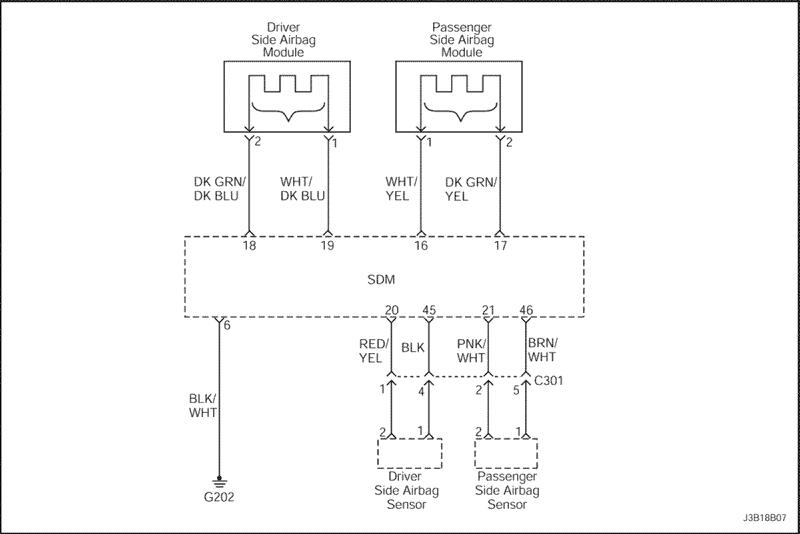 Driver
Side Airbag
Module
Passenger
Side Airbag
Module
2
1
1
2
DK GRN/
DK BLU
WHT/
DK BLU
WHT/
YEL
DK GRN/
YEL
18
19
16
17
SDM
6
20
45
21
46
RED/
YEL
BLK
PNK/
WHT
BRN/
WHT
C301
1
4
2
5
BLK/
WHT
2
1
2
1
G202
Driver
Side Airbag
Sensor
Passenger
Side Airbag
Sensor
J3B18B07